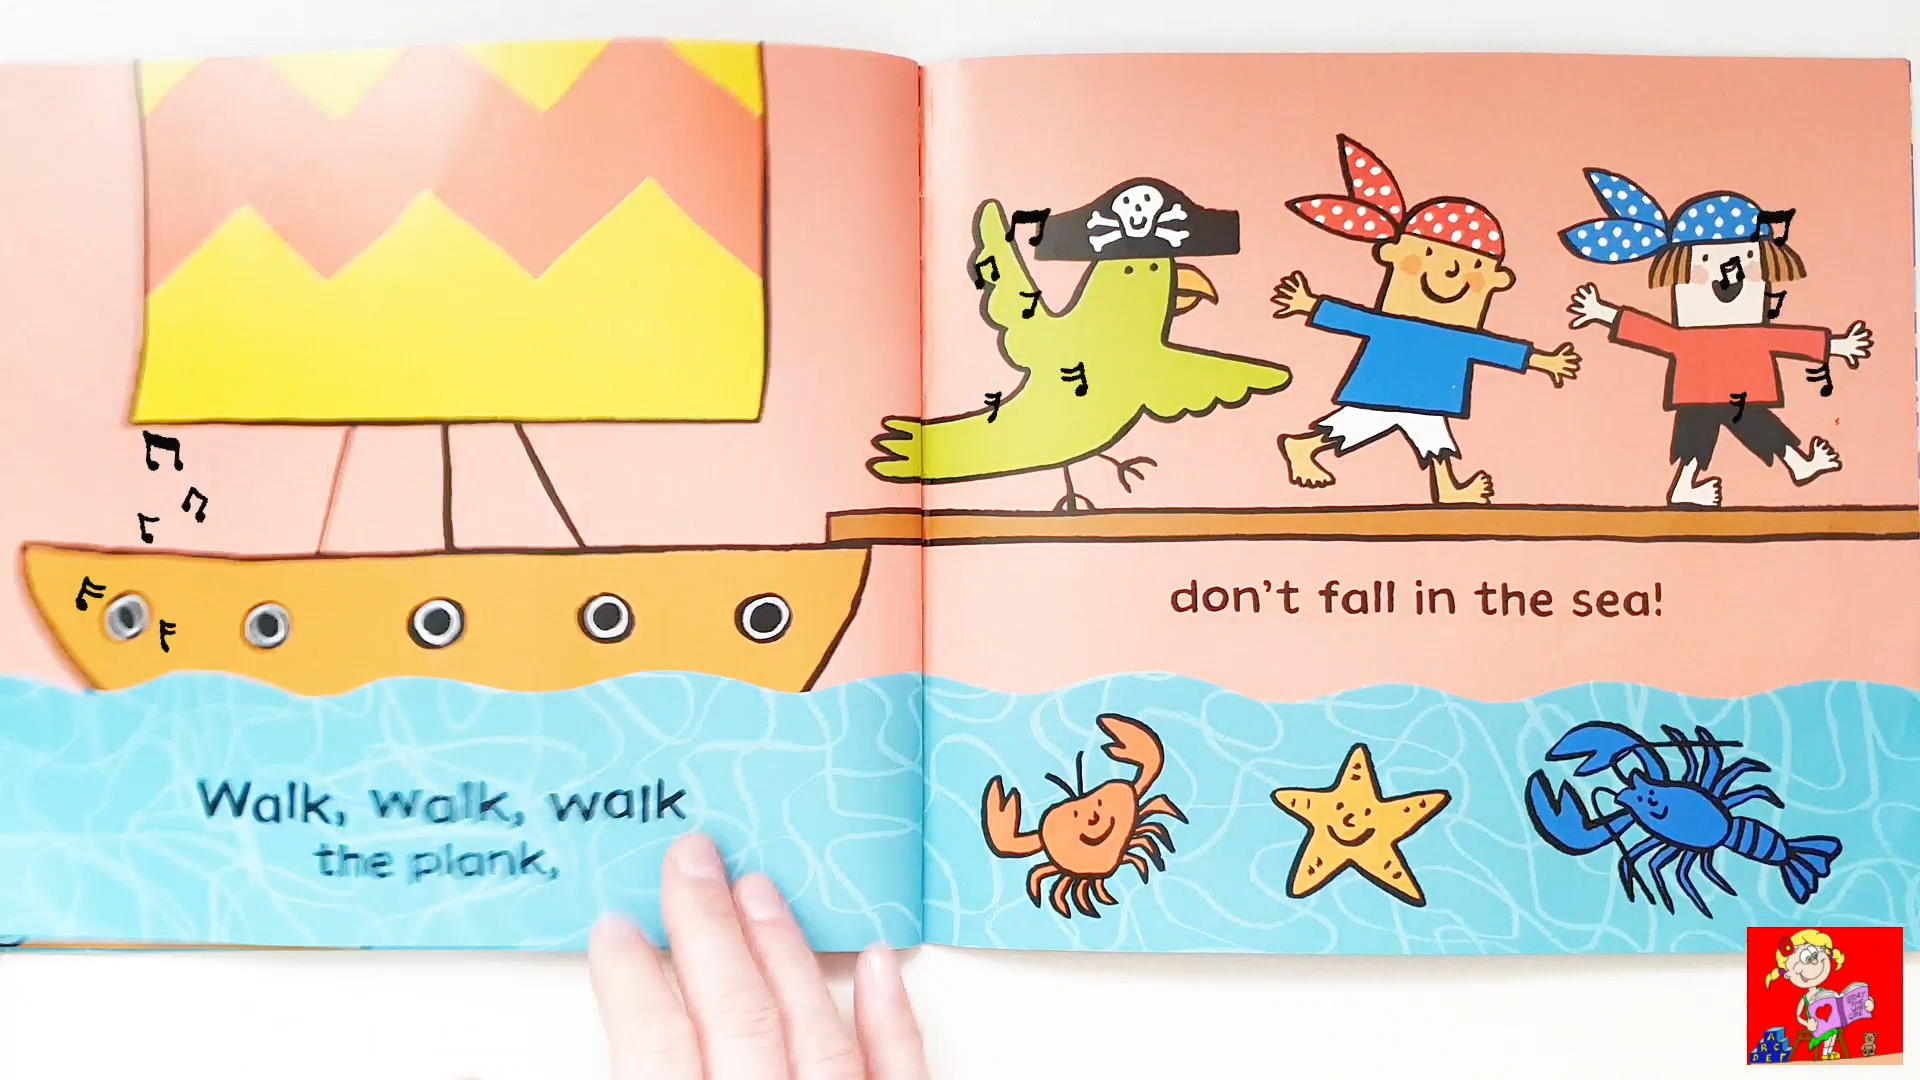 Walk, walk, walk
the plank,
don't fall in the sea!